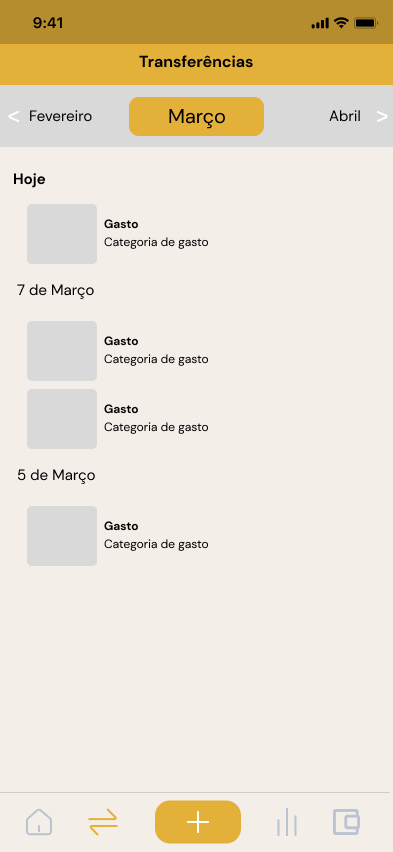 9:41
Transferências
< Fevereiro Março Abril >
Hoje
Gasto
Categoria de gasto
7 de Março
Gasto
Categoria de gasto
Gasto
Categoria de gasto
5 de Março
Gasto
Categoria de gasto